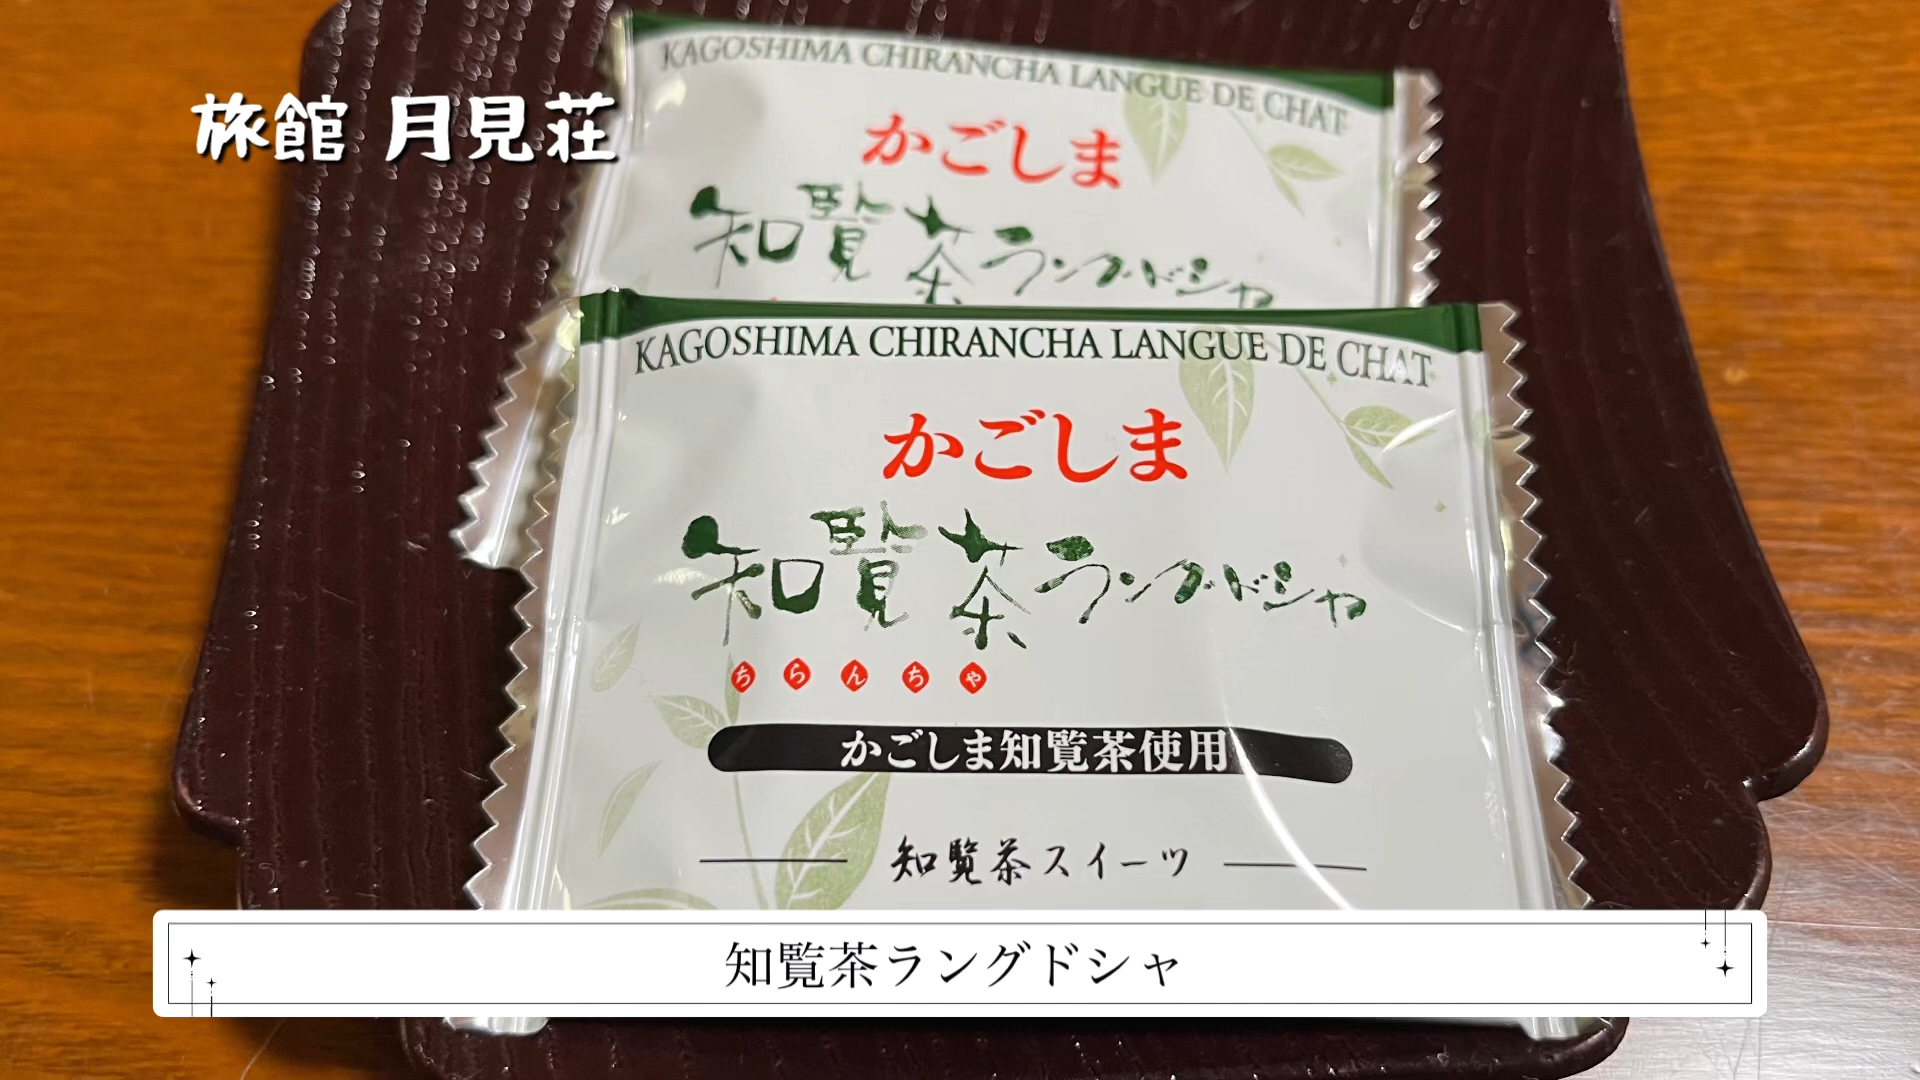 旅館 月見荘
KAGOSHIMA CHIRANCHA LANGUE DE CHAT
かごしま
知覧茶ラングドシャ
KAGOSHIMA CHIRANCHA LANGUE DE CHAT
かごしま
知覧茶ラングドシャ
ちらんちゃ
かごしま知覧茶使用
知覧茶スイーツ
知覧茶ラングドシャ